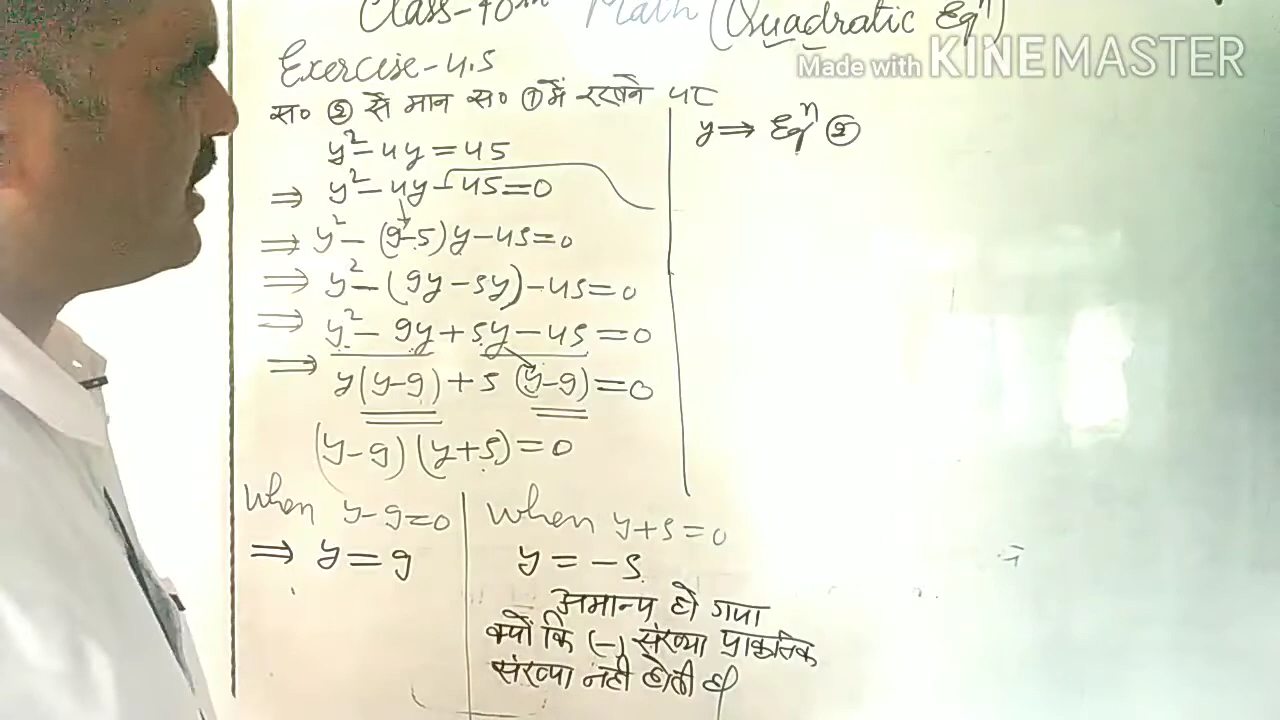 Class-10th Math (Quadratic Eqⁿ)
Made with KINEMASTER
Exercise-4.5
स० ② से मान स० ① में रखने पर
y² - 4y = 45
⇒ y² - 4y - 45 = 0
⇒ y² - (9-5)y - 45 = 0
⇒ y² - (9y - 5y) - 45 = 0
⇒ y² - 9y + 5y - 45 = 0
⇒ y(y-9) + 5(y-9) = 0
(y-9)(y+5) = 0
when y-9=0
⇒ y = 9
when y+5=0
y = -5
अमान्य हो गया
क्यों कि (-) संख्या प्राकृतिक
संख्या नही होती है
y ⇒ Eqⁿ ②